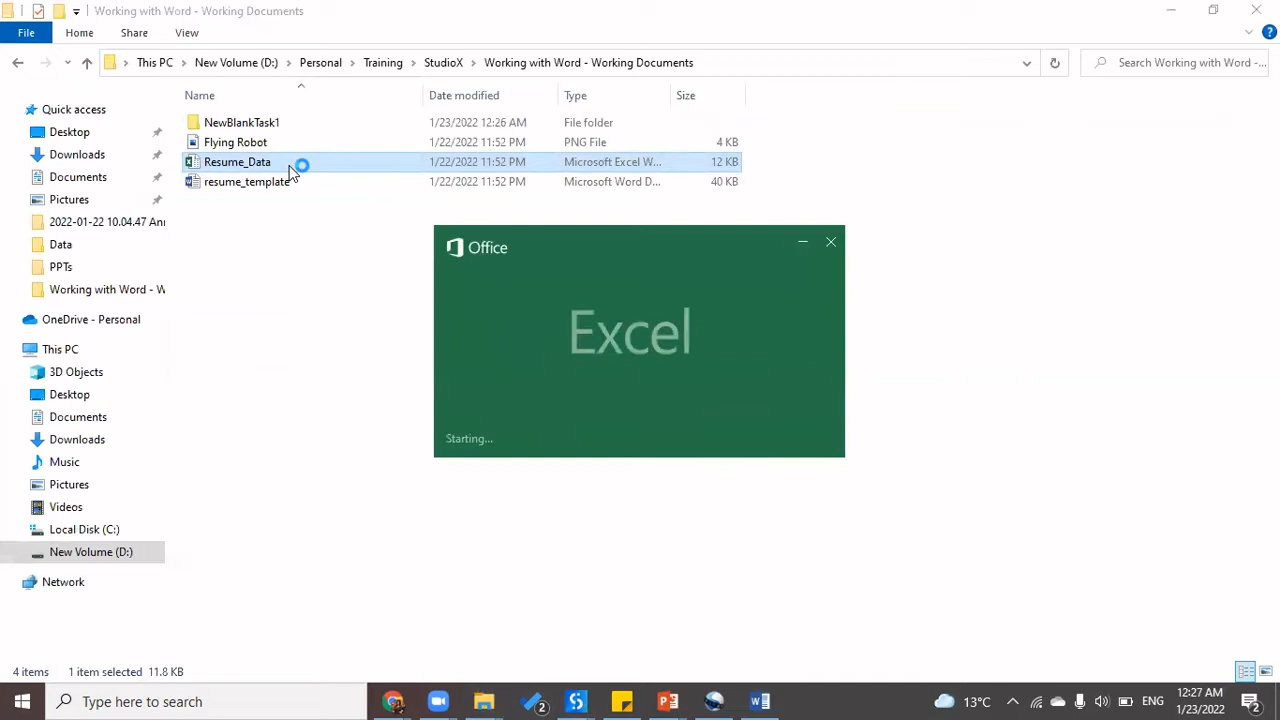 Working with Word - Working Documents
File Home Share View
This PC New Volume (D:) Personal Training StudioX Working with Word - Working Documents Search Working with Word -...
Name Date modified Type Size
Quick access
Desktop
Downloads
Documents
Pictures
2022-01-22 10.04.47 Ann
Data
PPTs
Working with Word - W
OneDrive - Personal
This PC
3D Objects
Desktop
Documents
Downloads
Music
Pictures
Videos
Local Disk (C:)
New Volume (D:)
Network
NewBlankTask1 1/23/2022 12:26 AM File folder
Flying Robot 1/22/2022 11:52 PM PNG File 4 KB
Resume_Data 1/22/2022 11:52 PM Microsoft Excel W... 12 KB
resume_template 1/22/2022 11:52 PM Microsoft Word D... 40 KB
Office
Excel
Starting...
4 items 1 item selected 11.8 KB
Type here to search
2
13°C ENG
12:27 AM
1/23/2022
2